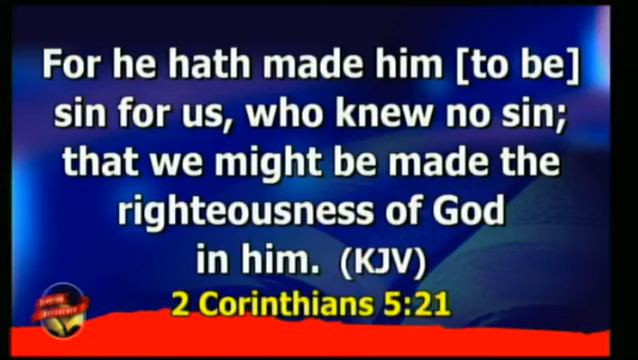 For he hath made him [to be]
sin for us, who knew no sin;
that we might be made the
righteousness of God
in him. (KJV)
2 Corinthians 5:21